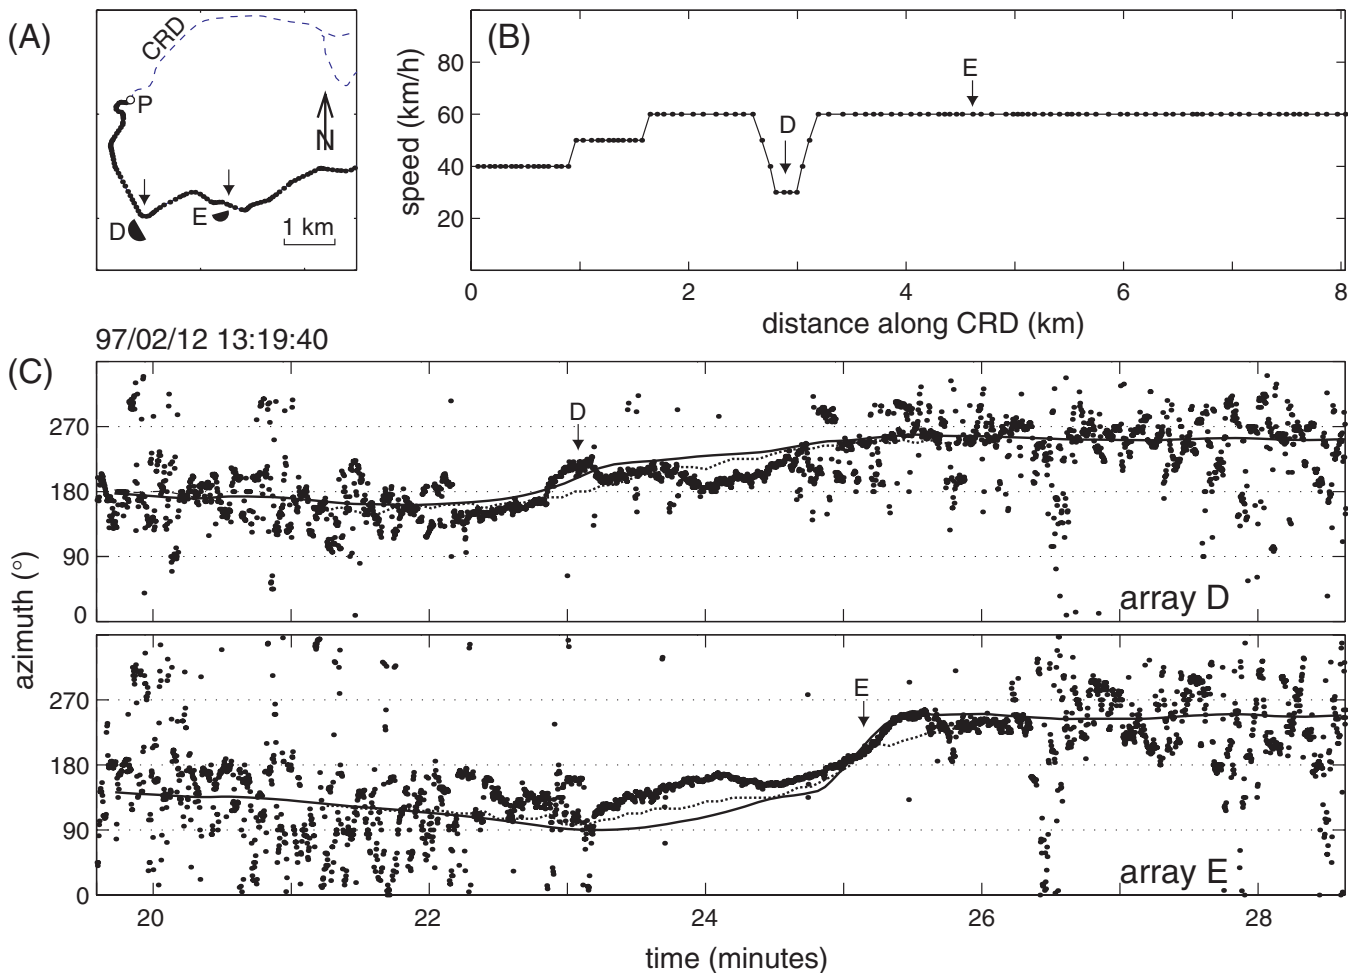 (A)
CRD
P
N
D
E
1 km
(B)
speed (km/h)
80
60
40
20
D
E
0 2 4 6 8
distance along CRD (km)
97/02/12 13:19:40
(C)
azimuth (°)
270
180
90
0
D
array D
270
180
90
0
E
array E
20 22 24 26 28
time (minutes)